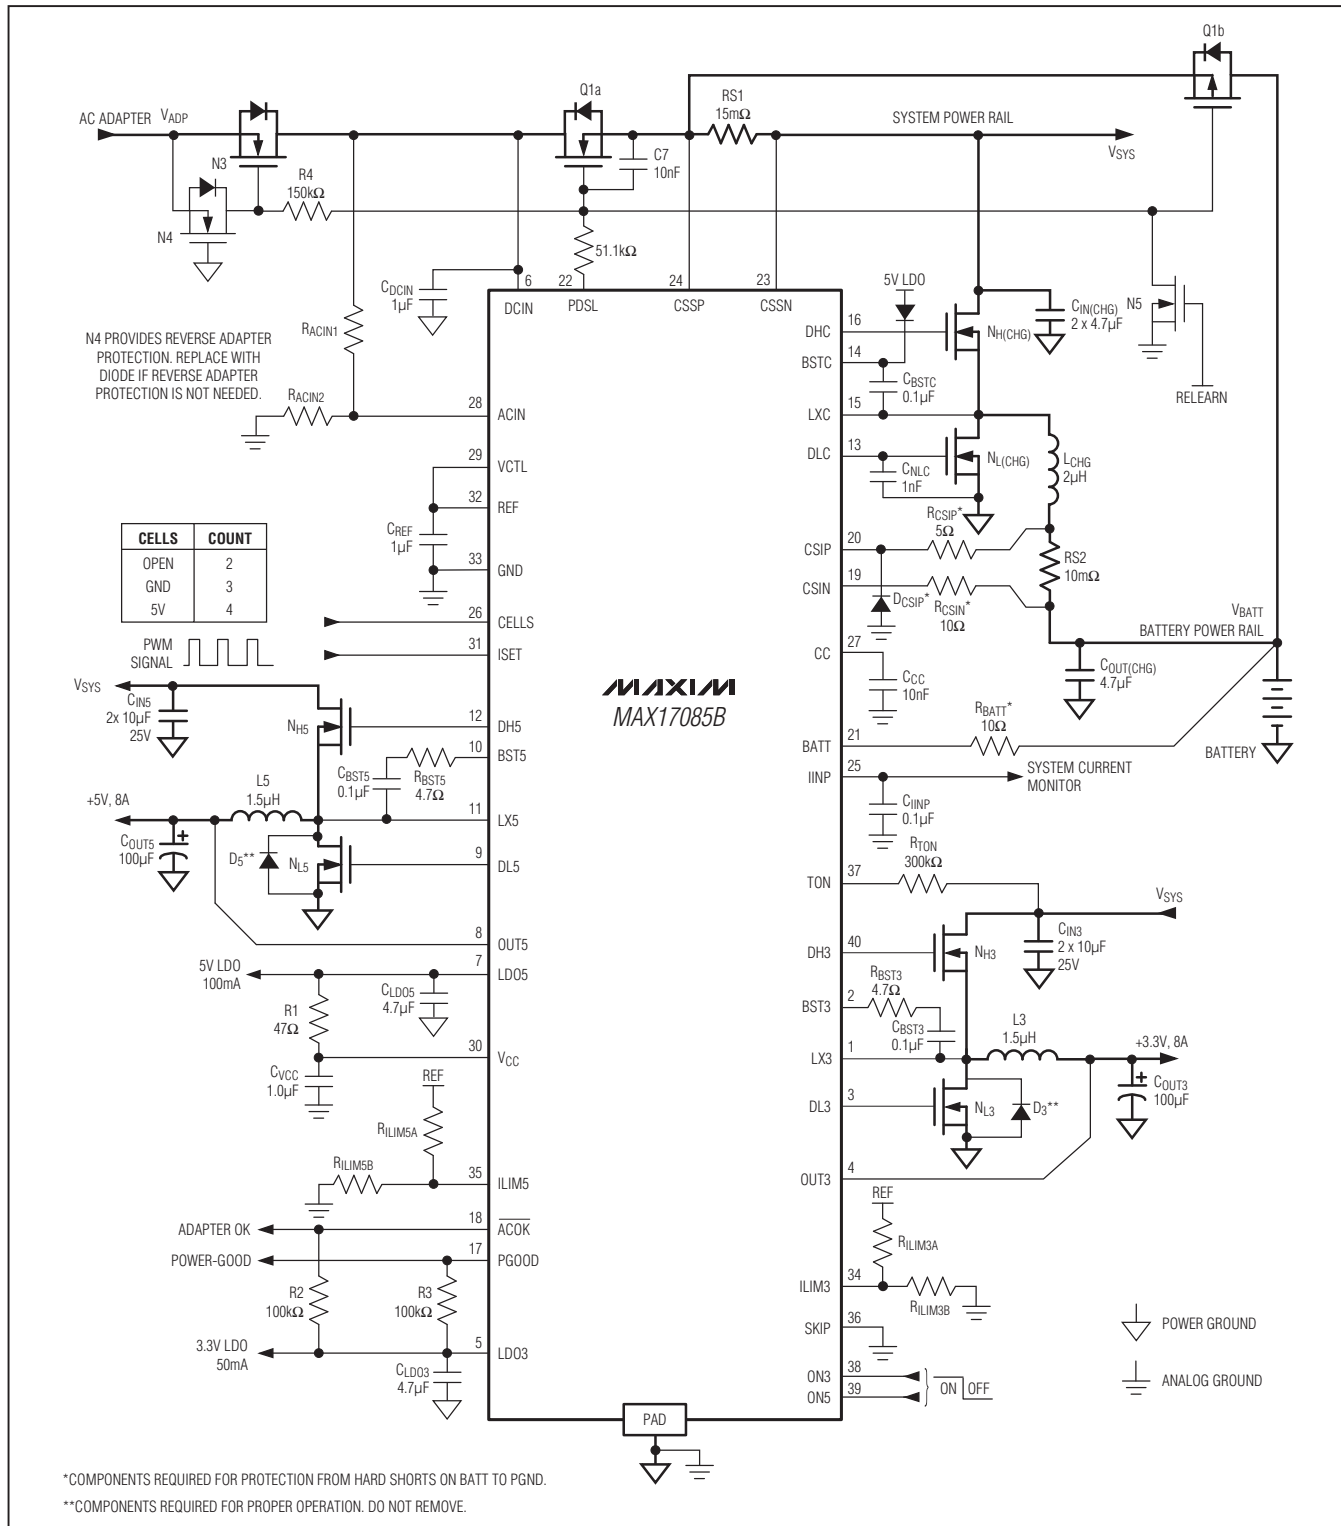 Q1b
Q1a
AC ADAPTER
VADP
RS1
15mΩ
SYSTEM POWER RAIL
VSYS
C7
10nF
N3
R4
150kΩ
N4
51.1kΩ
CDCIN
1µF
6
22
24
23
DCIN
PDSL
CSSP
CSSN
5V LDO
N5
RELEARN
CIN(CHG)
2 x 4.7µF
NH(CHG)
16
DHC
14
BSTC
CBSTC
0.1µF
15
LXC
13
DLC
NL(CHG)
CNLC
1nF
LCHG
2µH
RACIN1
N4 PROVIDES REVERSE ADAPTER
PROTECTION. REPLACE WITH
DIODE IF REVERSE ADAPTER
PROTECTION IS NOT NEEDED.
RACIN2
28
ACIN
29
VCTL
32
REF
CREF
1µF
33
GND
CELLS COUNT
OPEN 2
GND 3
5V 4
26
CELLS
31
ISET
PWM
SIGNAL
RCSIP*
5Ω
20
CSIP
19
CSIN
DCSIP*
RCSIN*
10Ω
RS2
10mΩ
VBATT
BATTERY POWER RAIL
27
CC
CCC
10nF
COUT(CHG)
4.7µF
RBATT*
10Ω
21
BATT
BATTERY
25
IINP
SYSTEM CURRENT
MONITOR
CIINP
0.1µF
MAXIM
MAX17085B
VSYS
CIN5
2x 10µF
25V
NH5
12
DH5
10
BST5
CBST5
0.1µF
RBST5
4.7Ω
L5
1.5µH
+5V, 8A
11
LX5
COUT5
100µF
D5**
NL5
9
DL5
8
OUT5
7
LDO5
5V LDO
100mA
CLDO5
4.7µF
R1
47Ω
30
VCC
CVCC
1.0µF
REF
RILIM5A
RILIM5B
35
ILIM5
18
ACOK
ADAPTER OK
17
PGOOD
POWER-GOOD
R2
100kΩ
R3
100kΩ
5
LDO3
3.3V LDO
50mA
CLDO3
4.7µF
RTON
300kΩ
37
TON
VSYS
CIN3
2 x 10µF
25V
40
DH3
NH3
RBST3
4.7Ω
2
BST3
CBST3
0.1µF
L3
1.5µH
+3.3V, 8A
1
LX3
COUT3
100µF
3
DL3
NL3
D3**
4
OUT3
REF
RILIM3A
34
ILIM3
RILIM3B
36
SKIP
38
ON3
39
ON5
ON OFF
POWER GROUND
ANALOG GROUND
PAD
*COMPONENTS REQUIRED FOR PROTECTION FROM HARD SHORTS ON BATT TO PGND.
**COMPONENTS REQUIRED FOR PROPER OPERATION. DO NOT REMOVE.